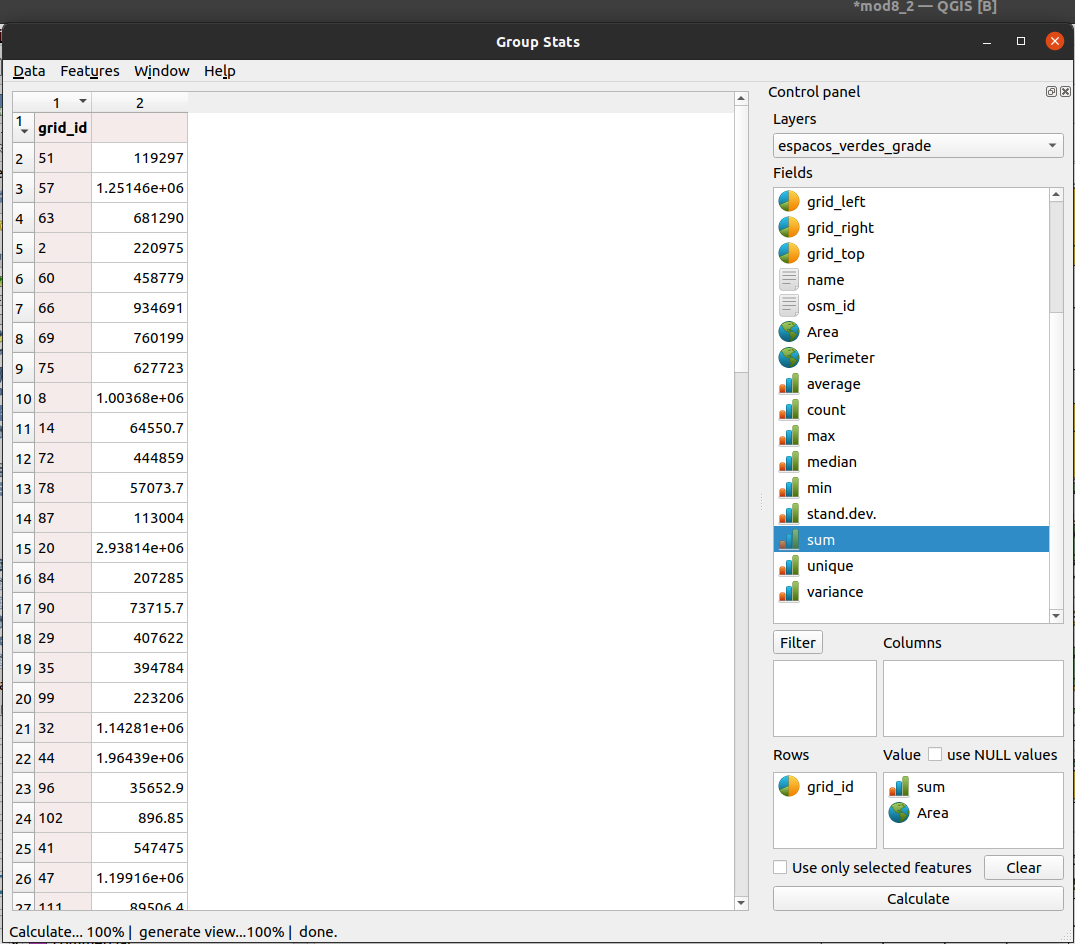 *mod8_2 — QGIS [B]
Group Stats
Data Features Window Help
1 2
1 grid_id
2 51 119297
3 57 1.25146e+06
4 63 681290
5 2 220975
6 60 458779
7 66 934691
8 69 760199
9 75 627723
10 8 1.00368e+06
11 14 64550.7
12 72 444859
13 78 57073.7
14 87 113004
15 20 2.93814e+06
16 84 207285
17 90 73715.7
18 29 407622
19 35 394784
20 99 223206
21 32 1.14281e+06
22 44 1.96439e+06
23 96 35652.9
24 102 896.85
25 41 547475
26 47 1.19916e+06
27 111 89506.4
Calculate... 100% | generate view...100% | done.
Control panel
Layers
espacos_verdes_grade
Fields
grid_left
grid_right
grid_top
name
osm_id
Area
Perimeter
average
count
max
median
min
stand.dev.
sum
unique
variance
Filter Columns
Rows Value use NULL values
grid_id sum
Area
Use only selected features Clear
Calculate